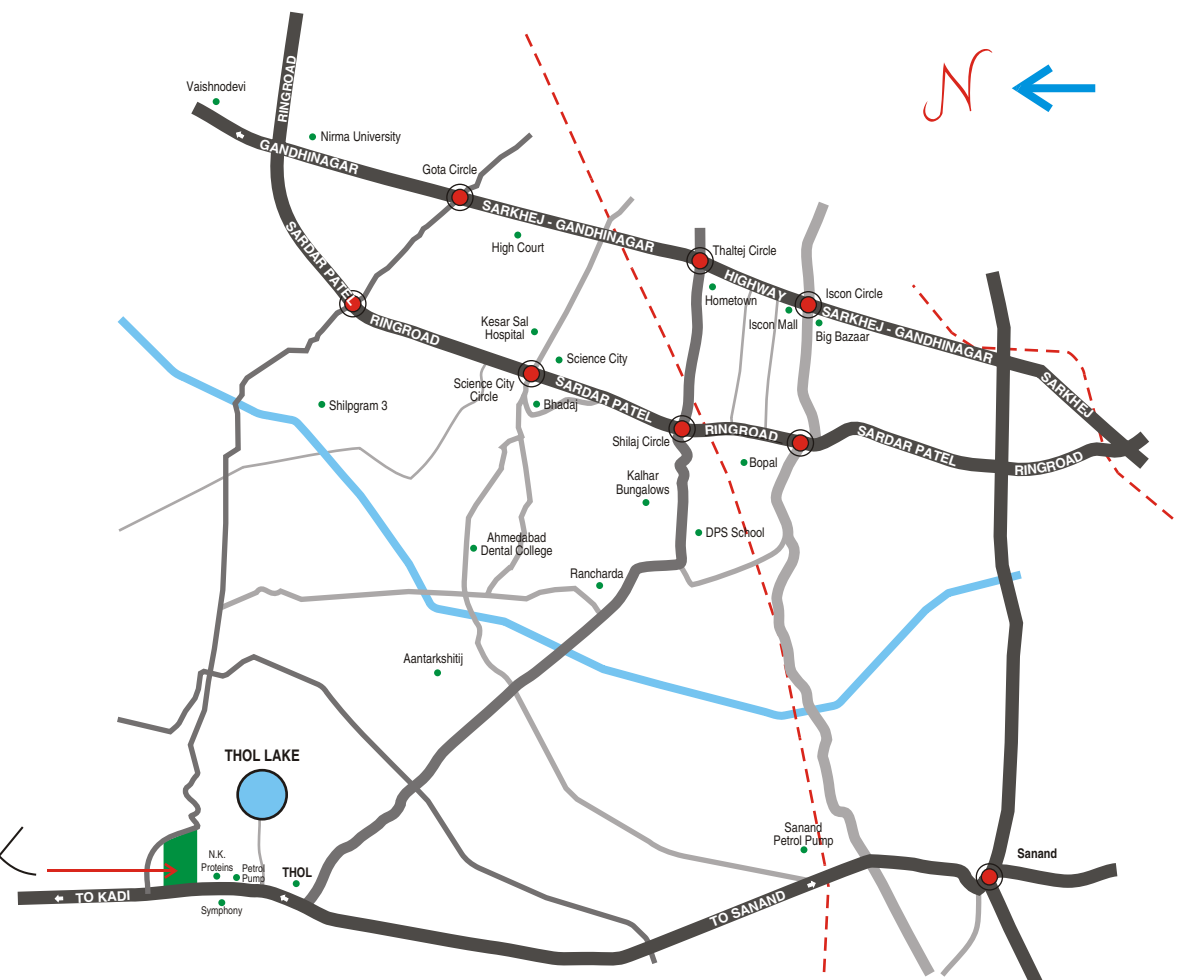 Vaishnodevi
RINGROAD
N
Nirma University
GANDHINAGAR
Gota Circle
SARKHEJ - GANDHINAGAR
High Court
Thaltej Circle
HIGHWAY
Hometown
Iscon Circle
Iscon Mall
SARKHEJ - GANDHINAGAR
Big Bazaar
SARDAR PATEL
RINGROAD
Kesar Sal
Hospital
Science City
Science City
Circle
SARDAR PATEL
Bhadaj
Shilpgram 3
SARKHEJ
Shilaj Circle
RINGROAD
SARDAR PATEL
RINGROAD
Bopal
Kalhar
Bungalows
DPS School
Ahmedabad
Dental College
Rancharda
Aantarkshitij
THOL LAKE
Sanand
Petrol Pump
Sanand
N.K.
Proteins
Petrol
Pump
THOL
TO KADI
Symphony
TO SANAND